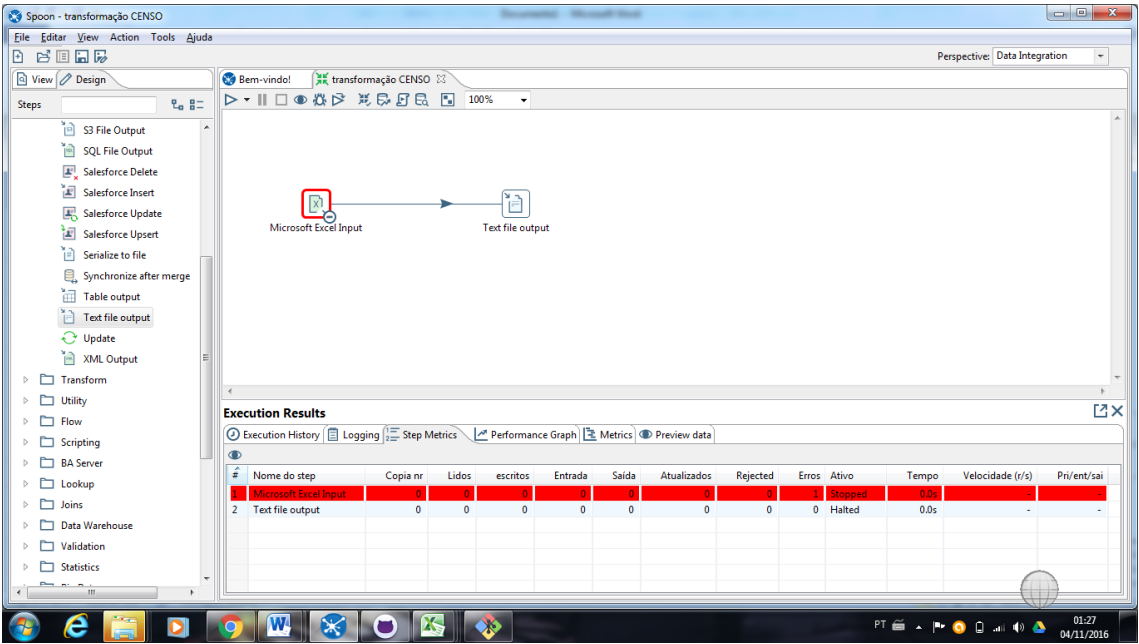 Spoon - transformação CENSO
File Editar View Action Tools Ajuda
Perspective: Data Integration
View Design
Bem-vindo! transformação CENSO
Steps
100%
S3 File Output
SQL File Output
Salesforce Delete
Salesforce Insert
Salesforce Update
Salesforce Upsert
Serialize to file
Synchronize after merge
Table output
Text file output
Update
XML Output
Transform
Utility
Flow
Scripting
BA Server
Lookup
Joins
Data Warehouse
Validation
Statistics
Microsoft Excel Input
Text file output
Execution Results
Execution History Logging Step Metrics Performance Graph Metrics Preview data
# Nome do step Copia nr Lidos escritos Entrada Saída Atualizados Rejected Erros Ativo Tempo Velocidade (r/s) Pri/ent/sai
1 Microsoft Excel Input 0 0 0 0 0 0 0 1 Stopped 0.0s - -
2 Text file output 0 0 0 0 0 0 0 0 Halted 0.0s - -
PT
01:27
04/11/2016